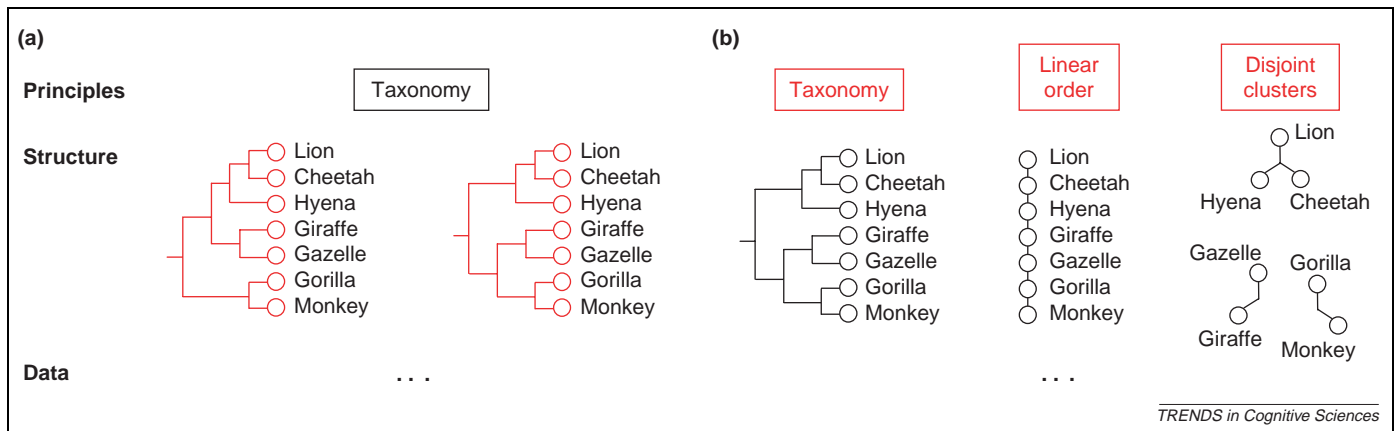 (a)
Principles
Taxonomy
Structure
Lion
Cheetah
Hyena
Giraffe
Gazelle
Gorilla
Monkey
Lion
Cheetah
Hyena
Giraffe
Gazelle
Gorilla
Monkey
Data
...
(b)
Taxonomy
Linear
order
Disjoint
clusters
Lion
Cheetah
Hyena
Giraffe
Gazelle
Gorilla
Monkey
Lion
Cheetah
Hyena
Giraffe
Gazelle
Gorilla
Monkey
Lion
Hyena Cheetah
Gazelle Gorilla
Giraffe Monkey
...
TRENDS in Cognitive Sciences